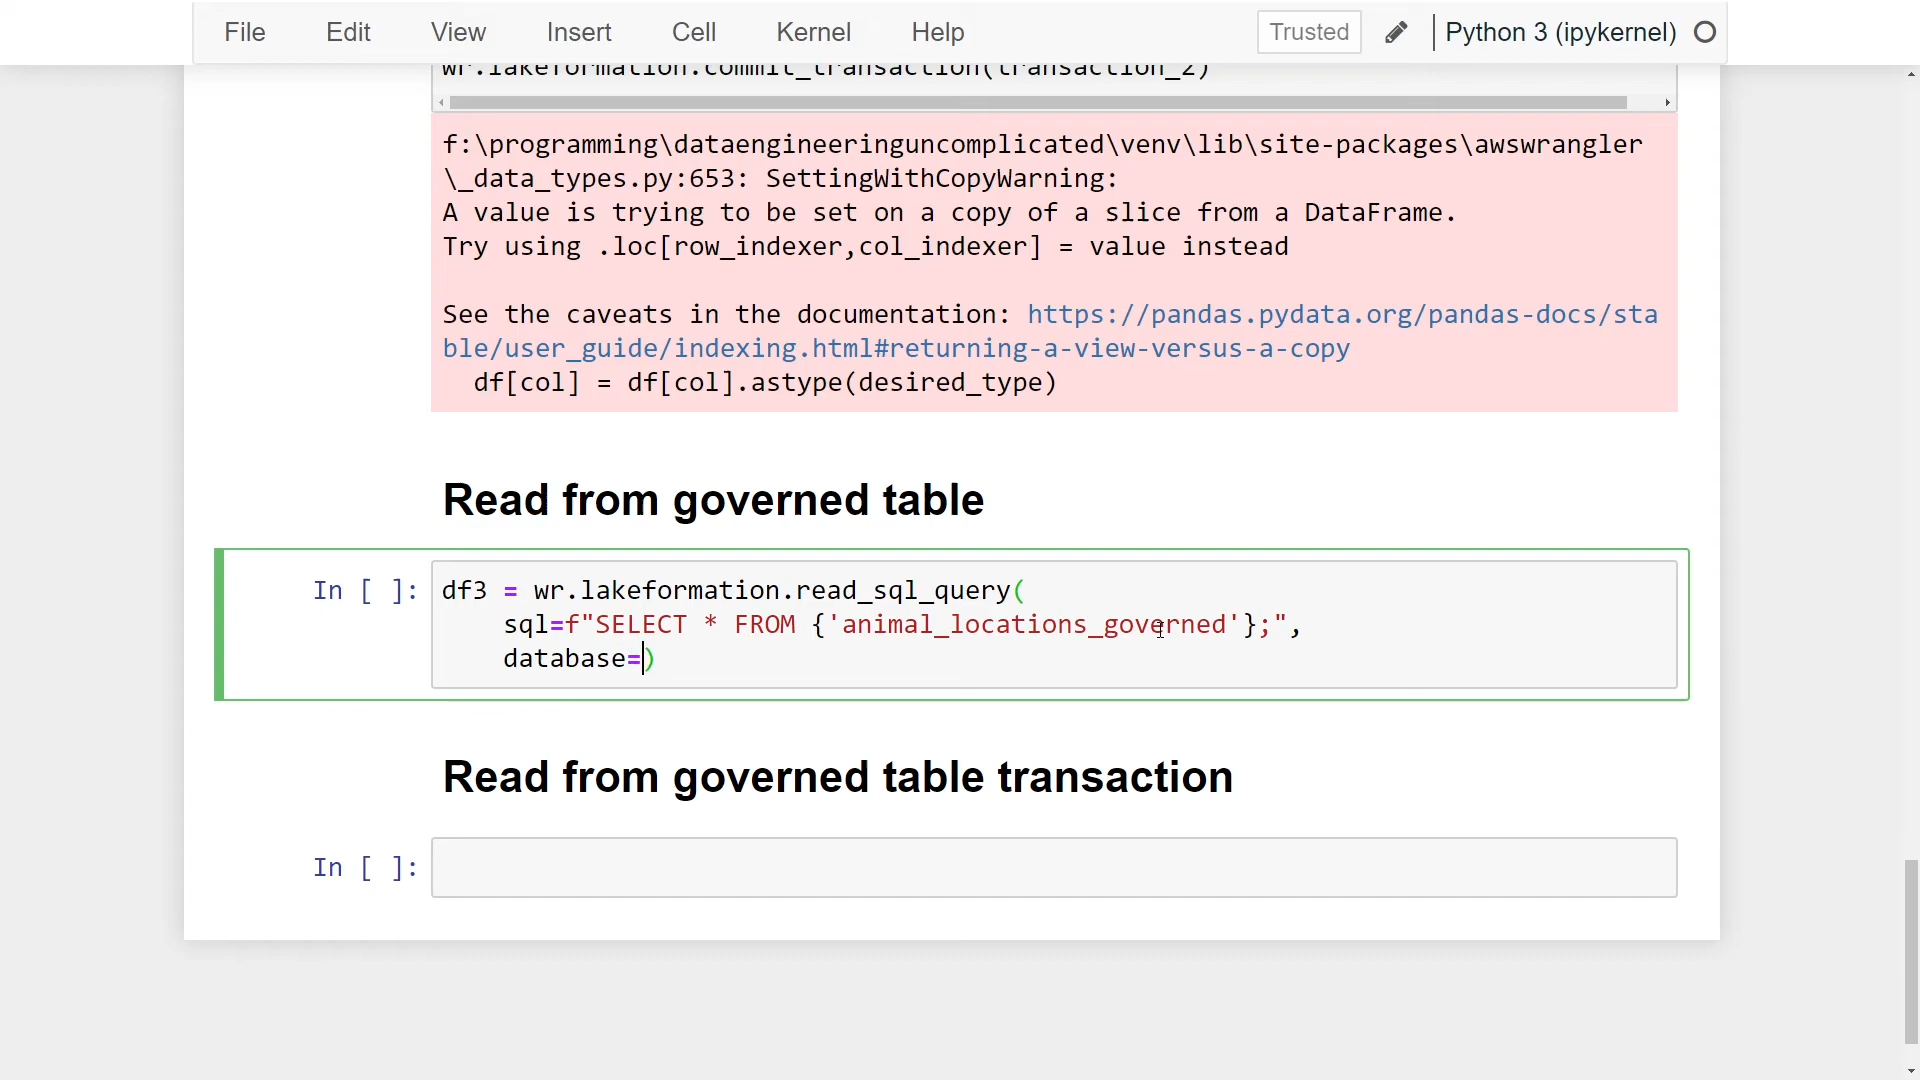 File Edit View Insert Cell Kernel Help Trusted Python 3 (ipykernel)
wr.lakeformation.commit_transaction(transaction_2)
f:\programming\dataengineeringuncomplicated\venv\lib\site-packages\awswrangler
\_data_types.py:653: SettingWithCopyWarning:
A value is trying to be set on a copy of a slice from a DataFrame.
Try using .loc[row_indexer,col_indexer] = value instead
See the caveats in the documentation: https://pandas.pydata.org/pandas-docs/sta
ble/user_guide/indexing.html#returning-a-view-versus-a-copy
df[col] = df[col].astype(desired_type)
Read from governed table
In [ ]: df3 = wr.lakeformation.read_sql_query(
sql=f"SELECT * FROM {'animal_locations_governed'};",
database=)
Read from governed table transaction
In [ ]: